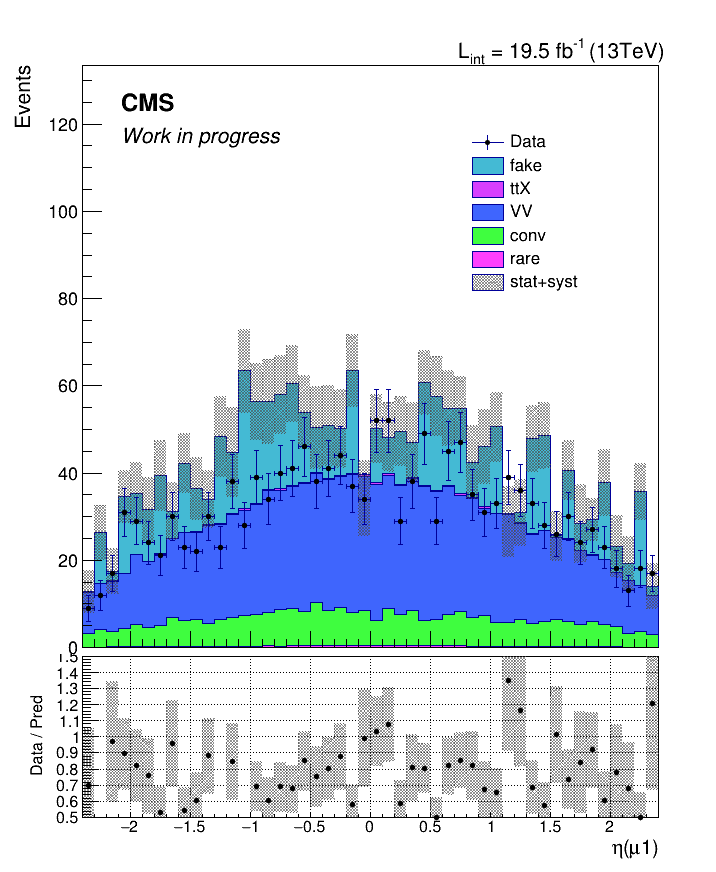 L_int = 19.5 fb^-1 (13TeV)
Events
CMS
Work in progress
Data
fake
ttX
VV
conv
rare
stat+syst
120
100
80
60
40
20
0
Data / Pred
1.5
1.4
1.3
1.2
1.1
1
0.9
0.8
0.7
0.6
0.5
−2 −1.5 −1 −0.5 0 0.5 1 1.5 2
η(μ1)